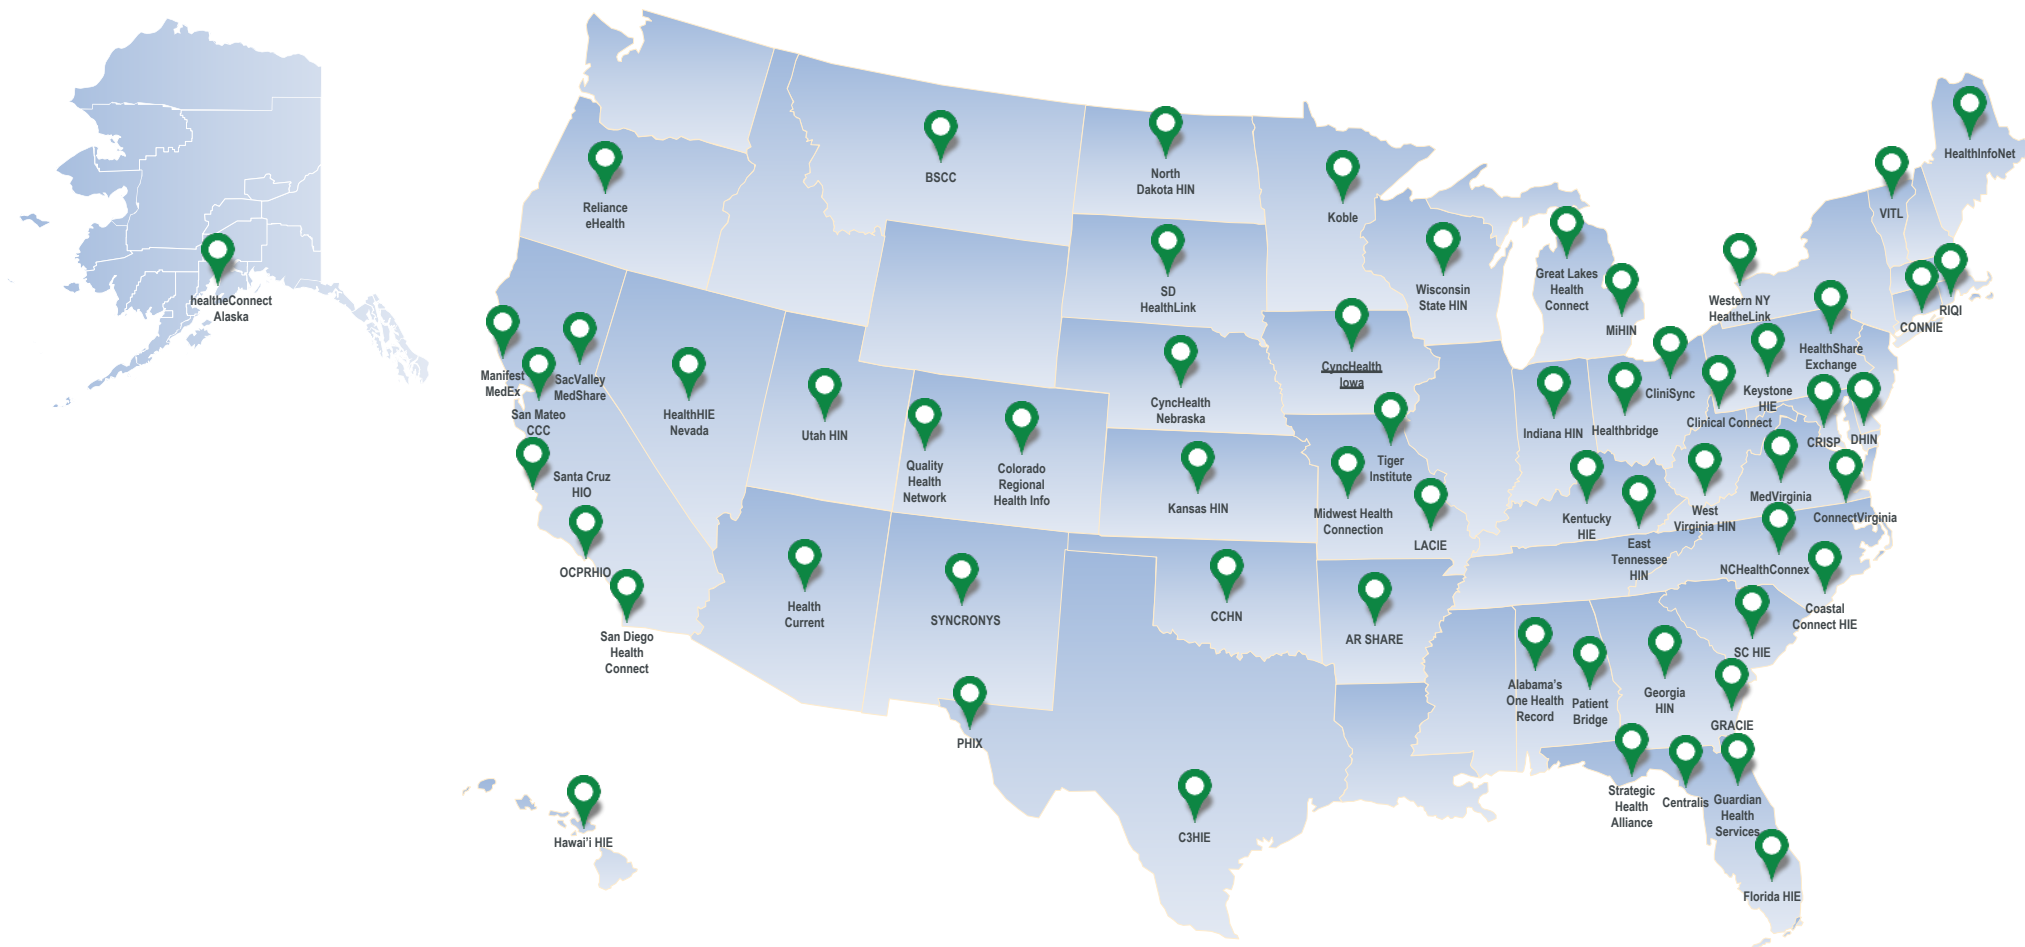 HealthInfoNet
BSCC
North
Dakota HIN
Koble
Reliance
eHealth
VITL
healtheConnect
Alaska
SD
HealthLink
Wisconsin
State HIN
Great Lakes
Health
Connect
MiHIN
Western NY
HealtheLink
CONNIE
RIQI
Manifest
MedEx
San Mateo
CCC
SacValley
MedShare
HealthHIE
Nevada
Utah HIN
Quality
Health
Network
Colorado
Regional
Health Info
CyncHealth
Nebraska
CyncHealth
Iowa
Indiana HIN
Healthbridge
CliniSync
Clinical Connect
Keystone
HIE
HealthShare
Exchange
CRISP
DHIN
Santa Cruz
HIO
Kansas HIN
Tiger
Institute
Midwest Health
Connection
LACIE
Kentucky
HIE
East
Tennessee
HIN
West
Virginia HIN
MedVirginia
ConnectVirginia
OCPRHIO
NCHealthConnex
Coastal
Connect HIE
San Diego
Health
Connect
Health
Current
SYNCRONYS
CCHN
AR SHARE
SC HIE
Alabama's
One Health
Record
Patient
Bridge
Georgia
HIN
GRACIE
PHIX
Strategic
Health
Alliance
Centralis
Guardian
Health
Services
Hawai'i HIE
C3HIE
Florida HIE